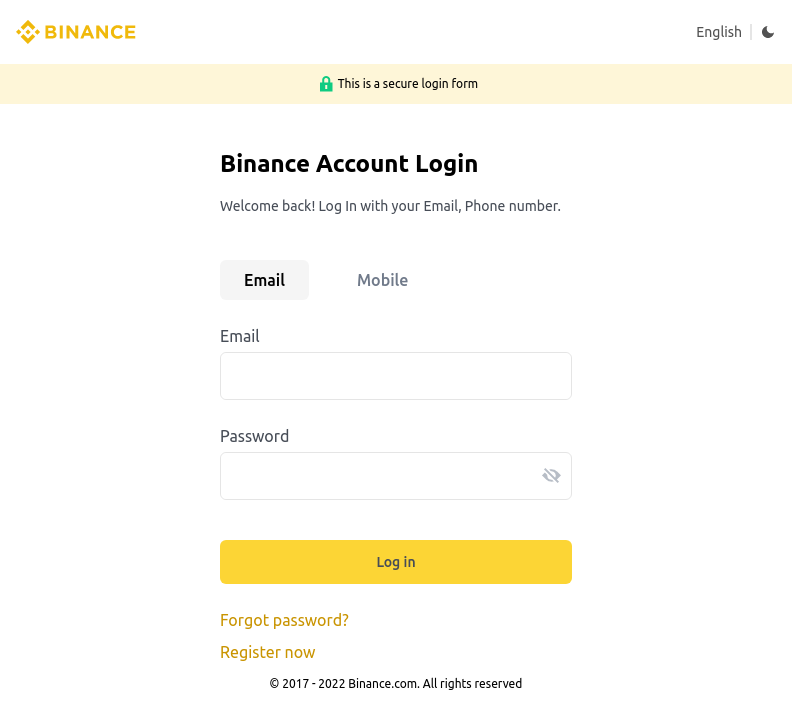 BINANCE
English
This is a secure login form
Binance Account Login
Welcome back! Log In with your Email, Phone number.
Email Mobile
Email
Password
Log in
Forgot password?
Register now
© 2017 - 2022 Binance.com. All rights reserved